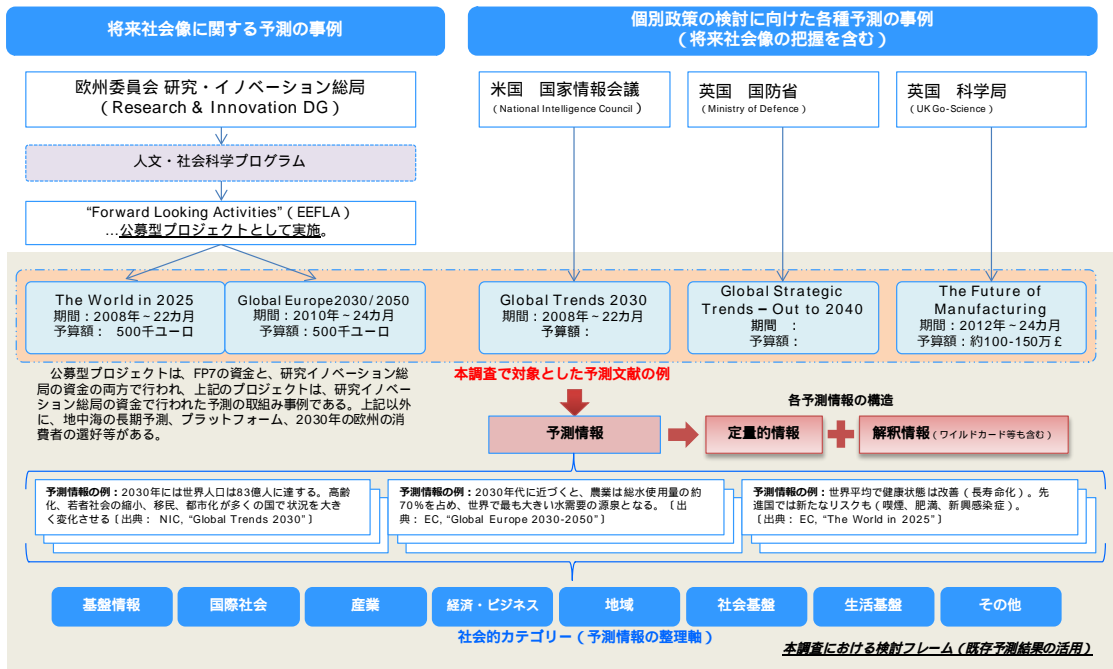 将来社会像に関する予測の事例
個別政策の検討に向けた各種予測の事例
（将来社会像の把握を含む）
欧州委員会 研究・イノベーション総局
（Research & Innovation DG）
人文・社会科学プログラム
“Forward Looking Activities”（EEFLA）
…公募型プロジェクトとして実施。
米国　国家情報会議
（National Intelligence Council）
英国　国防省
（Ministry of Defence）
英国　科学局
（UK Go-Science）
The World in 2025
期間：2008年～22カ月
予算額：　500千ユーロ
Global Europe2030/2050
期間：2010年～24カ月
予算額：500千ユーロ
Global Trends 2030
期間：2008年～22カ月
予算額：
Global Strategic
Trends – Out to 2040
期間　：
予算額：
The Future of
Manufacturing
期間：2012年～24カ月
予算額：約100-150万￡
公募型プロジェクトは、FP7の資金と、研究イノベーション総
局の資金の両方で行われ、上記のプロジェクトは、研究イノベー
ション総局の資金で行われた予測の取組み事例である。上記以外
に、地中海の長期予測、プラットフォーム、2030年の欧州の消
費者の選好等がある。
本調査で対象とした予測文献の例
各予測情報の構造
予測情報
定量的情報
解釈情報（ワイルドカード等も含む）
予測情報の例：2030年には世界人口は83億人に達する。高齢
化、若者社会の縮小、移民、都市化が多くの国で状況を大き
く変化させる〔出典： NIC, “Global Trends 2030”〕
予測情報の例：2030年代に近づくと、農業は総水使用量の約
70％を占め、世界で最も大きい水需要の源泉となる。〔出
典：EC, “Global Europe 2030-2050”〕
予測情報の例：世界平均で健康状態は改善（長寿命化）。先
進国では新たなリスクも（喫煙、肥満、新興感染症）。
〔出典：EC, “The World in 2025”〕
基盤情報
国際社会
産業
経済・ビジネス
地域
社会基盤
生活基盤
その他
社会的カテゴリー（予測情報の整理軸）
本調査における検討フレーム（既存予測結果の活用）